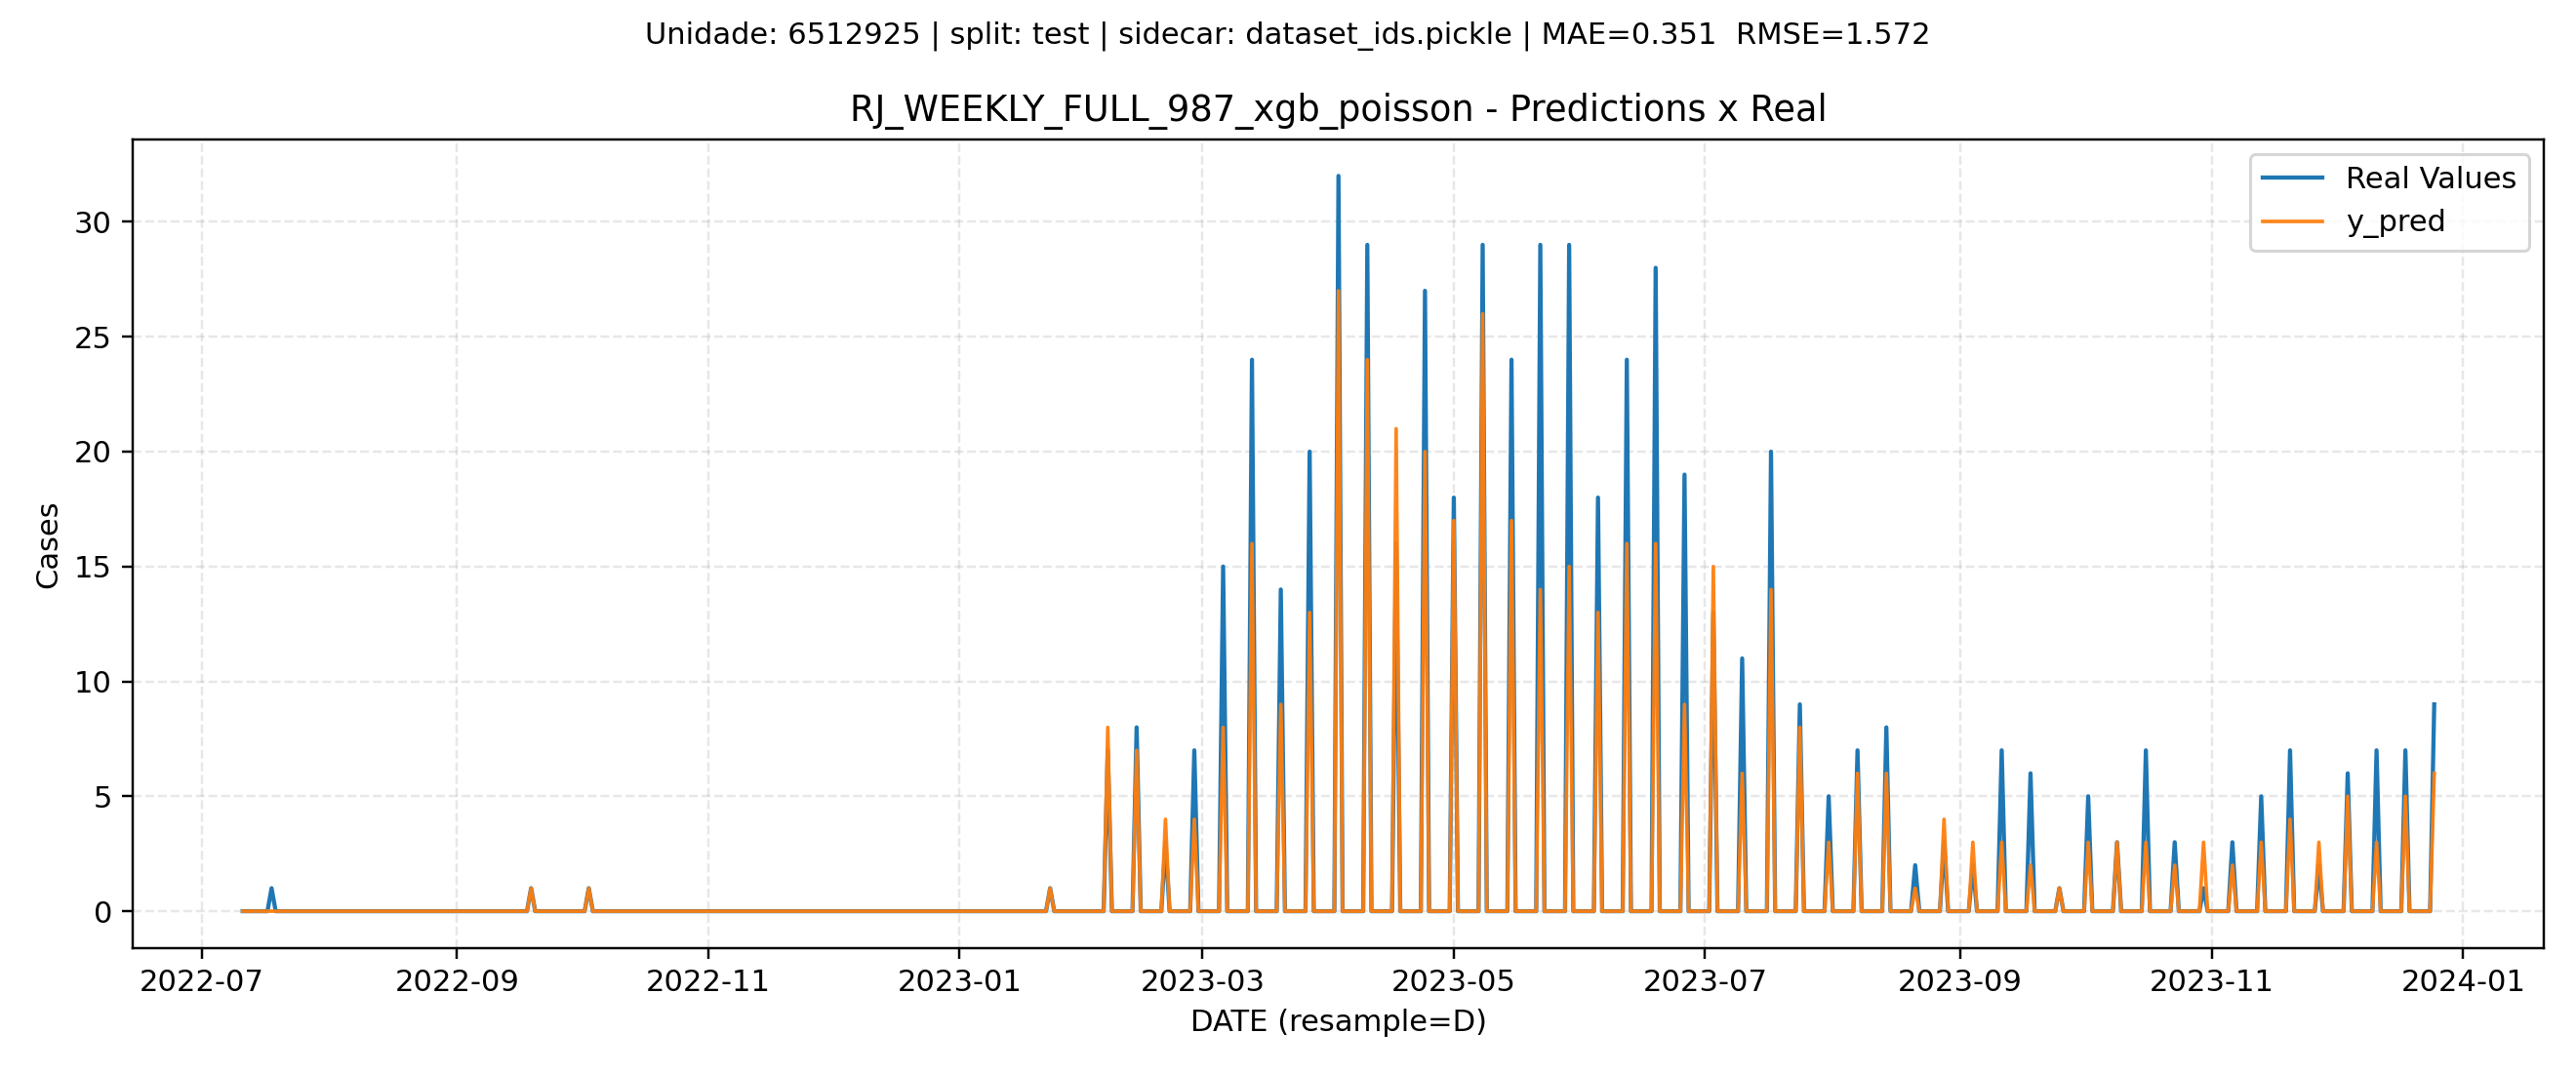 Unidade: 6512925 | split: test | sidecar: dataset_ids.pickle | MAE=0.351  RMSE=1.572
RJ_WEEKLY_FULL_987_xgb_poisson - Predictions x Real
Real Values
y_pred
Cases
30
25
20
15
10
5
0
2022-07
2022-09
2022-11
2023-01
2023-03
2023-05
2023-07
2023-09
2023-11
2024-01
DATE (resample=D)